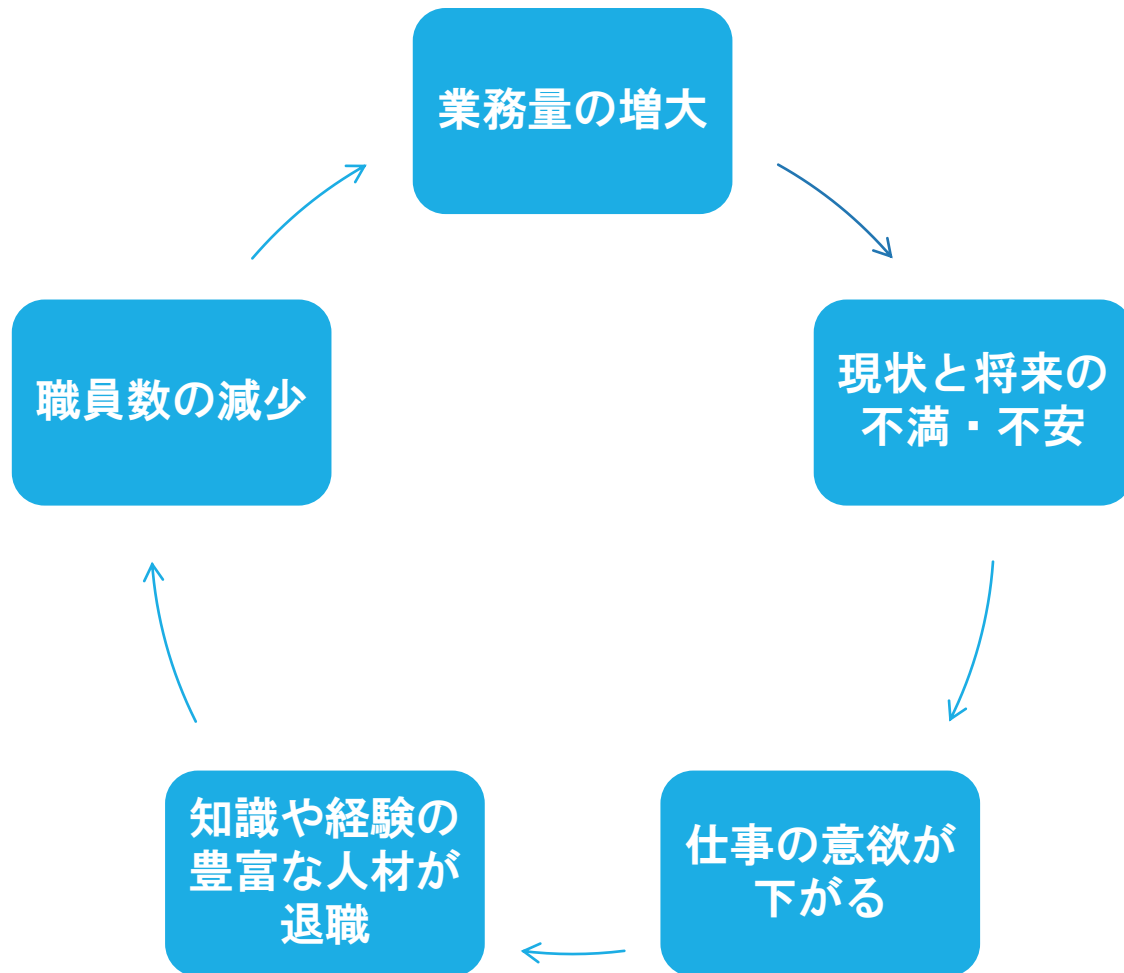 業務量の増大
現状と将来の
不満・不安
仕事の意欲が
下がる
知識や経験の
豊富な人材が
退職
職員数の減少